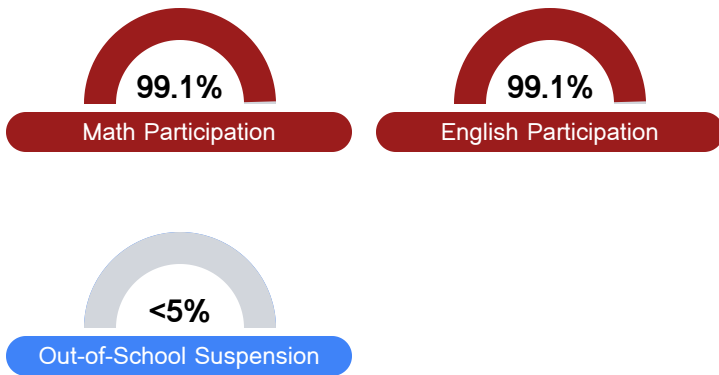 99.1%
Math Participation
99.1%
English Participation
<5%
Out-of-School Suspension